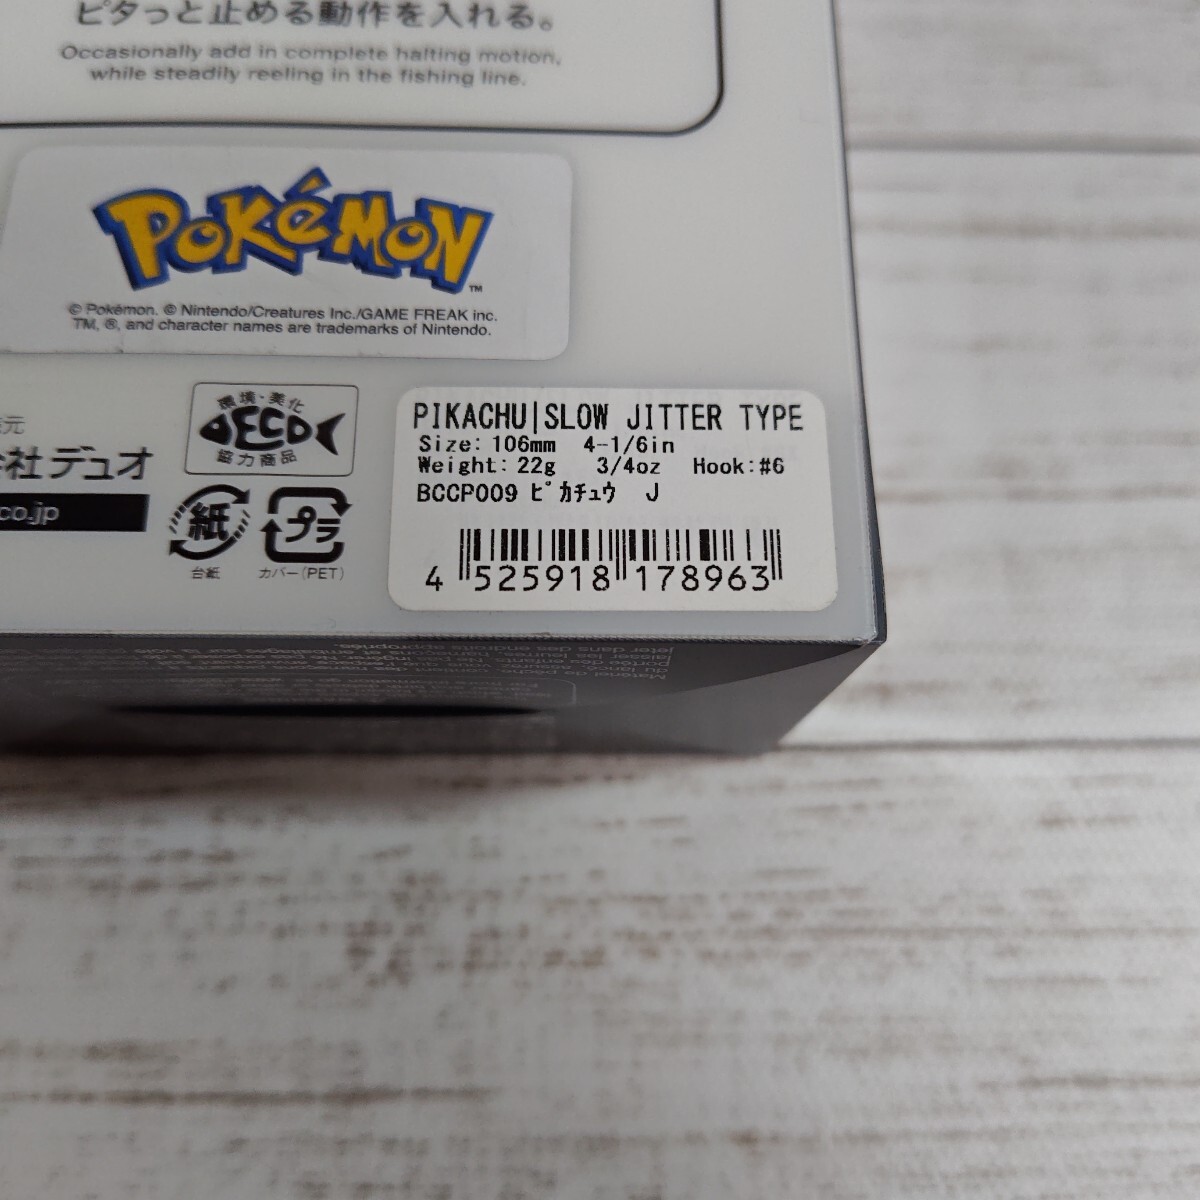 ピタっと止める動作を入れる。
Occasionally add in complete halting motion,
while steadily reeling in the fishing line.
POKéMON™
© Pokémon. © Nintendo/Creatures Inc./GAME FREAK inc.
TM, ®, and character names are trademarks of Nintendo.
環境・美化
ECO
協力商品
元
社デュオ
co.jp
紙
台紙
プラ
カバー(PET)
PIKACHU|SLOW JITTER TYPE
Size: 106mm 4-1/6in
Weight: 22g 3/4oz Hook:#6
BCCP009 ﾋﾟｶﾁｭｳ J
4 525918 178963